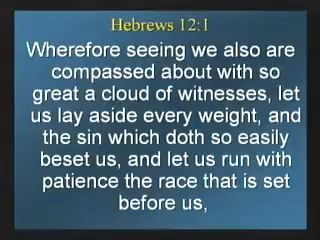 Hebrews 12:1
Wherefore seeing we also are
compassed about with so
great a cloud of witnesses, let
us lay aside every weight, and
the sin which doth so easily
beset us, and let us run with
patience the race that is set
before us,